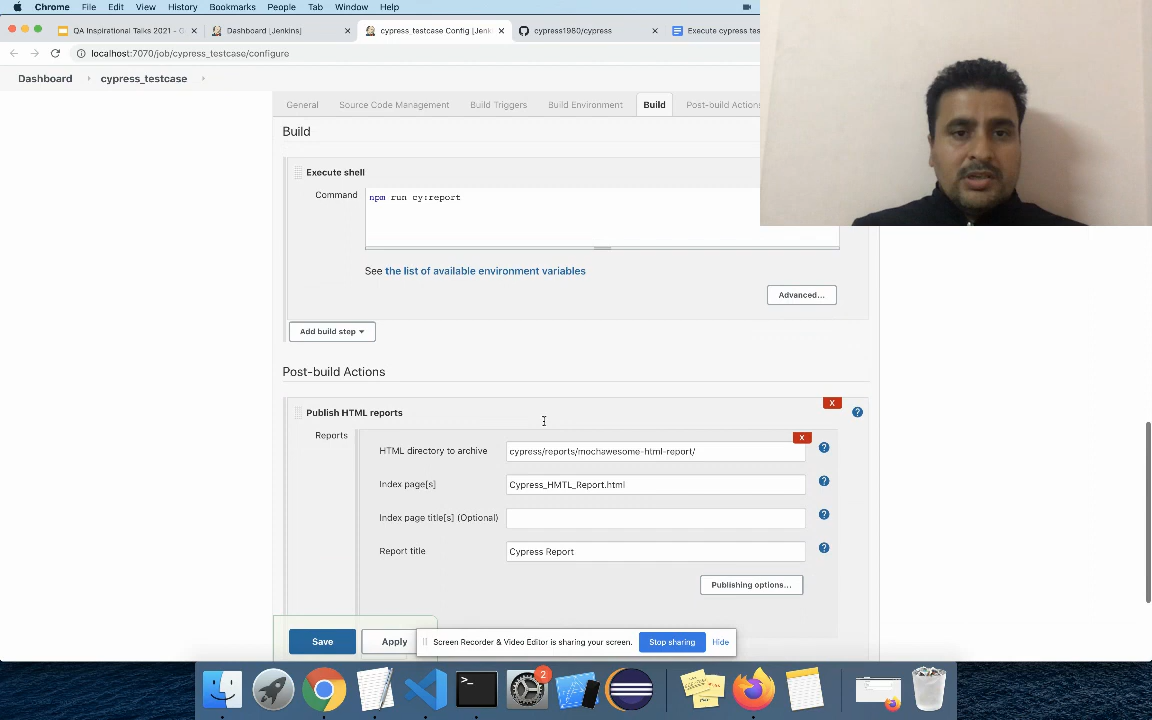 Chrome File Edit View History Bookmarks People Tab Window Help
QA Inspirational Talks 2021 - G
Dashboard [Jenkins]
cypress_testcase Config [Jenk
cypress1980/cypress
Execute cypress tes
localhost:7070/job/cypress_testcase/configure
Dashboard
cypress_testcase
General
Source Code Management
Build Triggers
Build Environment
Build
Post-build Actions
Build
Execute shell
Command
npm run cy:report
See the list of available environment variables
Advanced...
Add build step
Post-build Actions
X
Publish HTML reports
?
Reports
X
HTML directory to archive
cypress/reports/mochawesome-html-report/
?
Index page[s]
Cypress_HMTL_Report.html
?
Index page title[s] (Optional)
?
Report title
Cypress Report
?
Publishing options...
Save
Apply
Screen Recorder & Video Editor is sharing your screen.
Stop sharing
Hide
>_
2